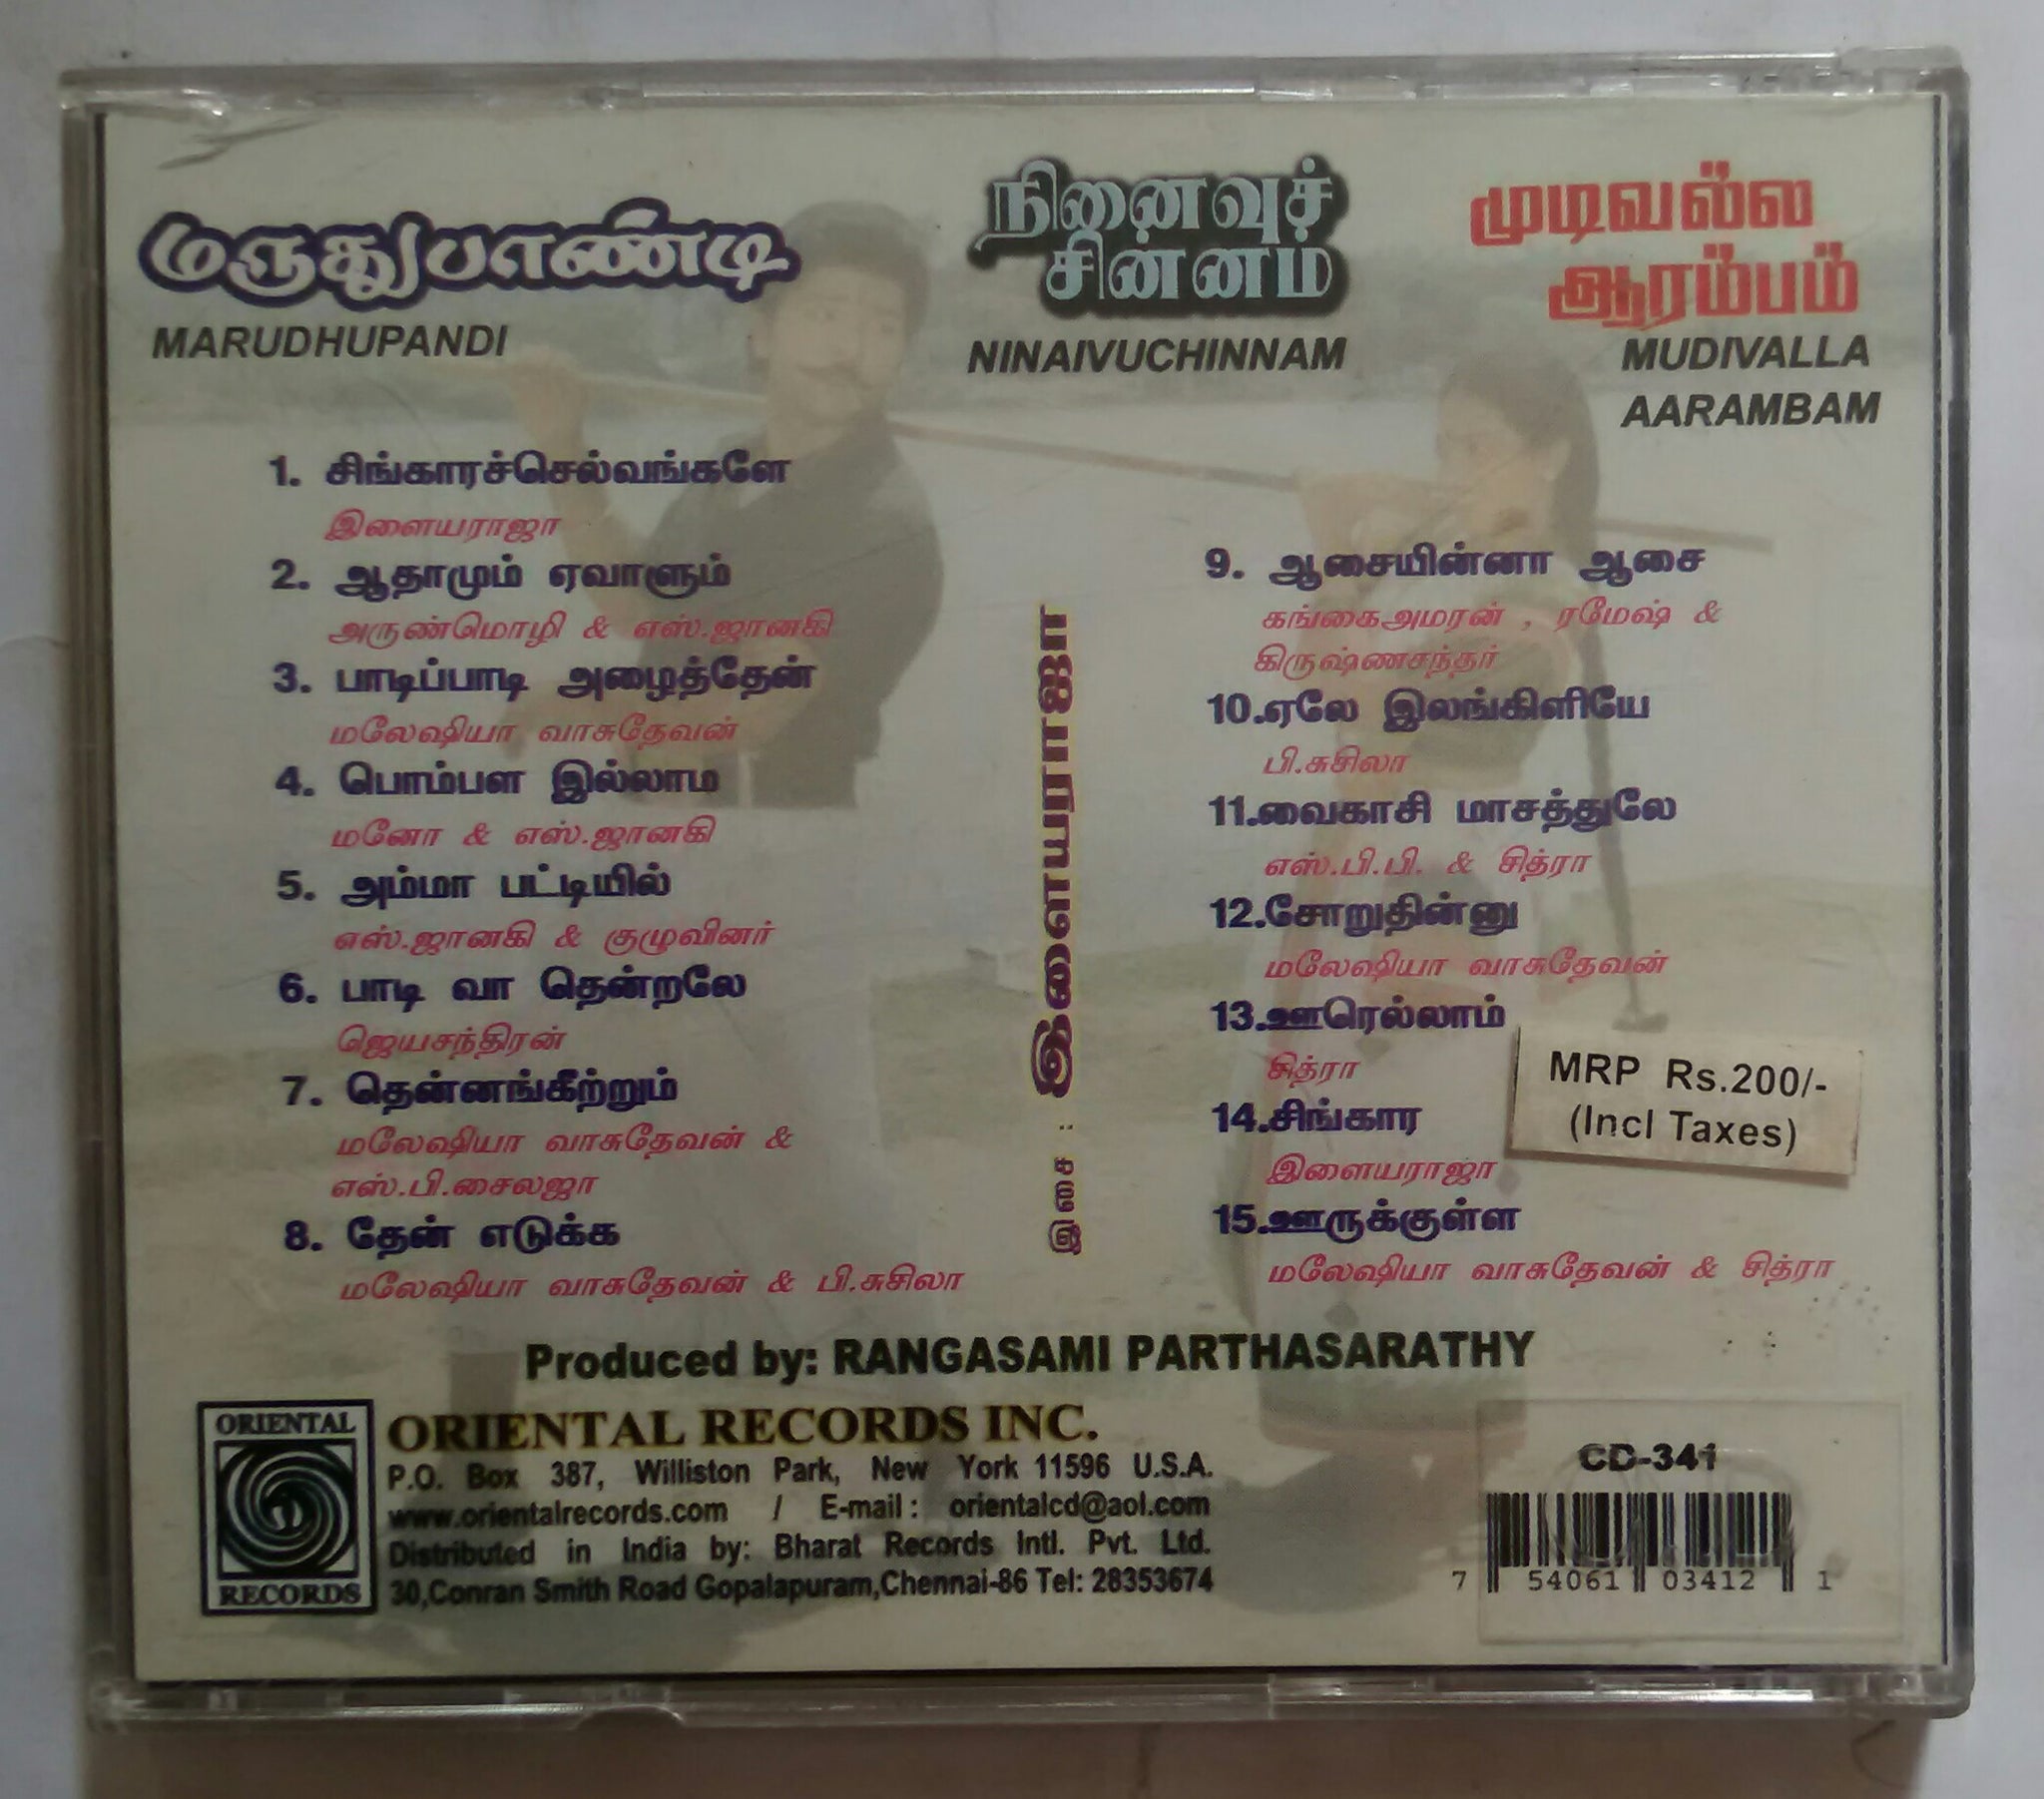 மருதுபாண்டி
MARUDHUPANDI
நினைவுச்
சின்னம்
NINAIVUCHINNAM
முடிவல்ல
ஆரம்பம்
MUDIVALLA
AARAMBAM
1. சிங்காரச்செல்வங்களே
இளையராஜா
2. ஆதாமும் ஏவாளும்
அருண்மொழி & எஸ்.ஜானகி
3. பாடிப்பாடி அழைத்தேன்
மலேஷியா வாசுதேவன்
4. பொம்பள இல்லாம
மனோ & எஸ்.ஜானகி
5. அம்மா பட்டியில்
எஸ்.ஜானகி & குழுவினர்
6. பாடி வா தென்றலே
ஜெயசந்திரன்
7. தென்னங்கீற்றும்
மலேஷியா வாசுதேவன் &
எஸ்.பி.சைலஜா
8. தேன் எடுக்க
மலேஷியா வாசுதேவன் & பி.சுசிலா
இசை : இளையராஜா
9. ஆசையின்னா ஆசை
கங்கைஅமரன் , ரமேஷ் &
கிருஷ்ணசந்தர்
10.ஏலே இலங்கிளியே
பி.சுசிலா
11.வைகாசி மாசத்துலே
எஸ்.பி.பி. & சித்ரா
12.சோறுதின்னு
மலேஷியா வாசுதேவன்
13.ஊரெல்லாம்
சித்ரா
14.சிங்கார
இளையராஜா
15.ஊருக்குள்ள
மலேஷியா வாசுதேவன் & சித்ரா
MRP Rs.200/-
(Incl Taxes)
Produced by: RANGASAMI PARTHASARATHY
ORIENTAL
RECORDS
ORIENTAL RECORDS INC.
P.O. Box 387, Williston Park, New York 11596 U.S.A.
www.orientalrecords.com / E-mail : orientalcd@aol.com
Distributed in India by: Bharat Records Intl. Pvt. Ltd.
30,Conran Smith Road Gopalapuram,Chennai-86 Tel: 28353674
CD-341
7 54061 03412 1